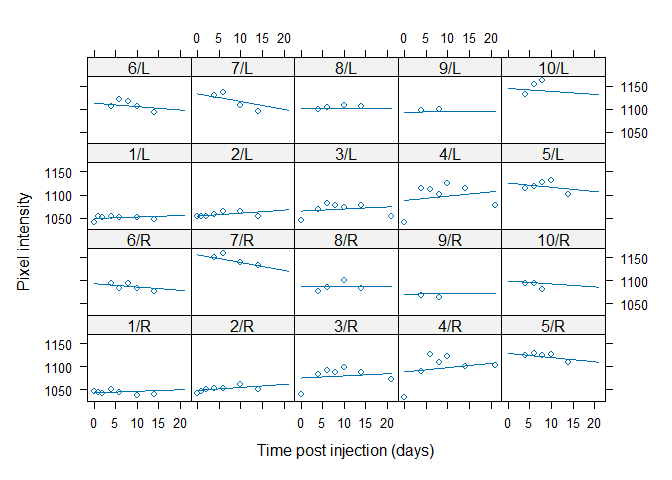 0 5 10 15 20 0 5 10 15 20
6/L 7/L 8/L 9/L 10/L
1150
1100
1050
1/L 2/L 3/L 4/L 5/L
1150
1100
1050
Pixel intensity
6/R 7/R 8/R 9/R 10/R
1150
1100
1050
1/R 2/R 3/R 4/R 5/R
1150
1100
1050
0 5 10 15 20 0 5 10 15 20 0 5 10 15 20
Time post injection (days)